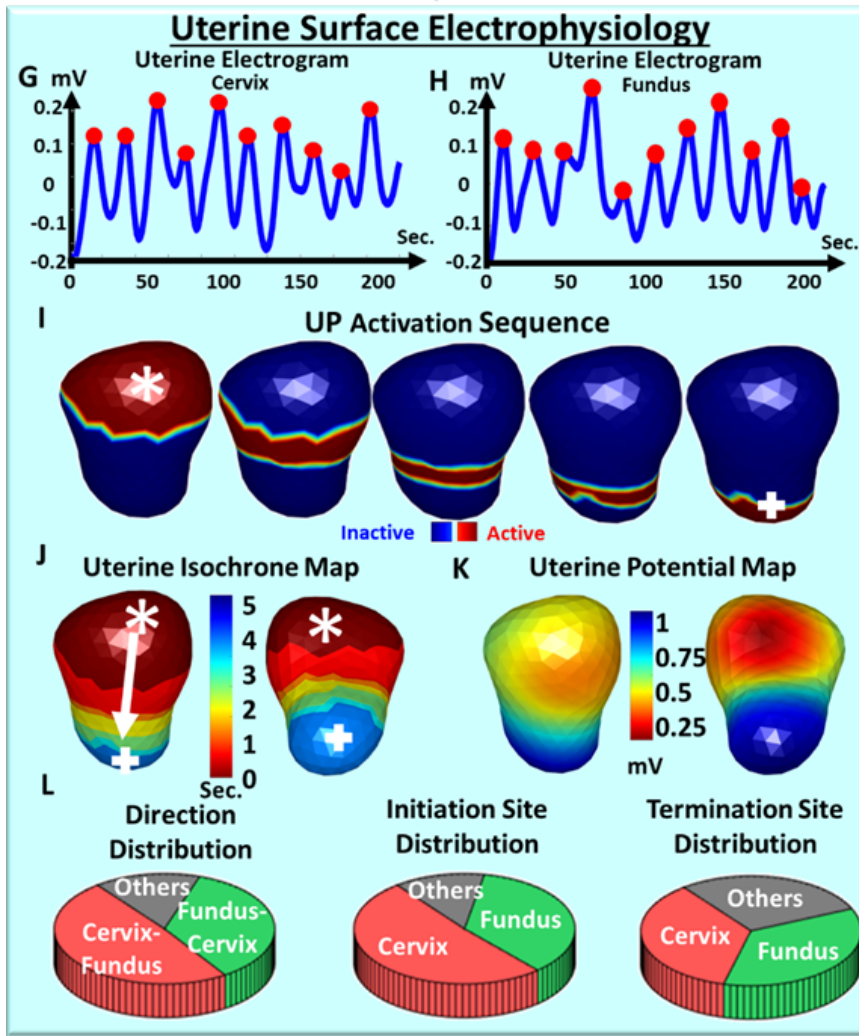 Uterine Surface Electrophysiology
G mV Uterine Electrogram
Cervix
0.2
0.1
0
-0.1
-0.2
Sec.
0 50 100 150 200
H mV Uterine Electrogram
Fundus
0.2
0.1
0
-0.1
-0.2
Sec.
0 50 100 150 200
I UP Activation Sequence
Inactive Active
J Uterine Isochrone Map
5
4
3
2
1
0
Sec.
K Uterine Potential Map
1
0.75
0.5
0.25
mV
L
Direction
Distribution
Others
Fundus-
Cervix
Cervix-
Fundus
Initiation Site
Distribution
Others
Fundus
Cervix
Termination Site
Distribution
Others
Cervix
Fundus